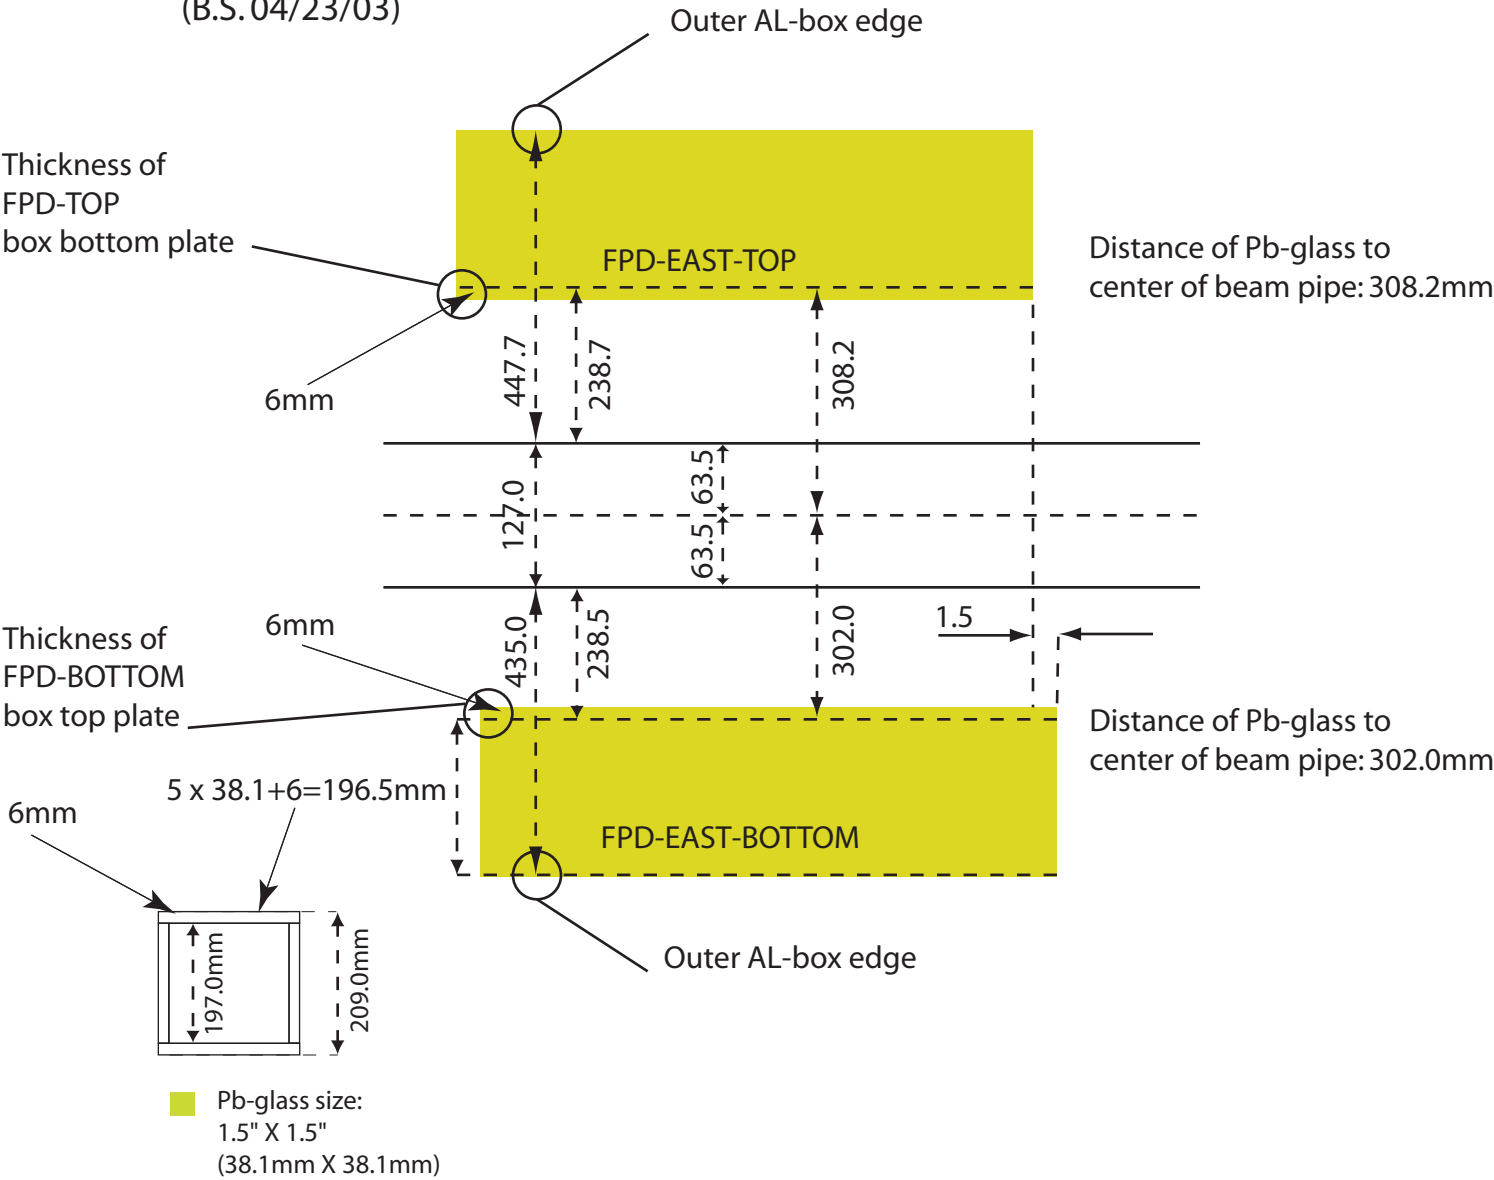 (B.S. 04/23/03)
Outer AL-box edge
Thickness of
FPD-TOP
box bottom plate
FPD-EAST-TOP
Distance of Pb-glass to
center of beam pipe: 308.2mm
6mm
447.7
238.7
308.2
127.0
63.5
63.5
435.0
238.5
302.0
1.5
6mm
Thickness of
FPD-BOTTOM
box top plate
Distance of Pb-glass to
center of beam pipe: 302.0mm
5 x 38.1+6=196.5mm
6mm
FPD-EAST-BOTTOM
197.0mm
209.0mm
Outer AL-box edge
Pb-glass size:
1.5" X 1.5"
(38.1mm X 38.1mm)